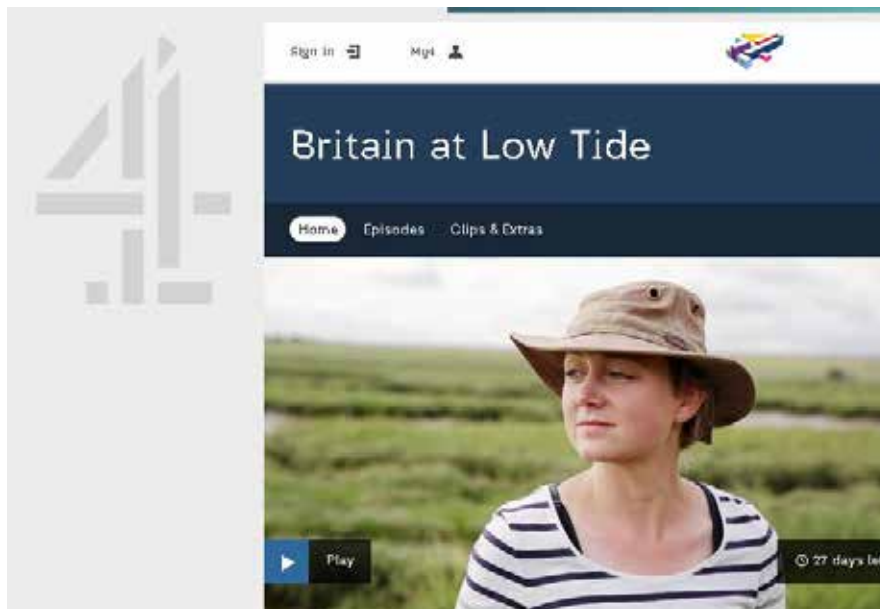 Sign in
My4
Britain at Low Tide
Home Episodes Clips & Extras
Play
27 days